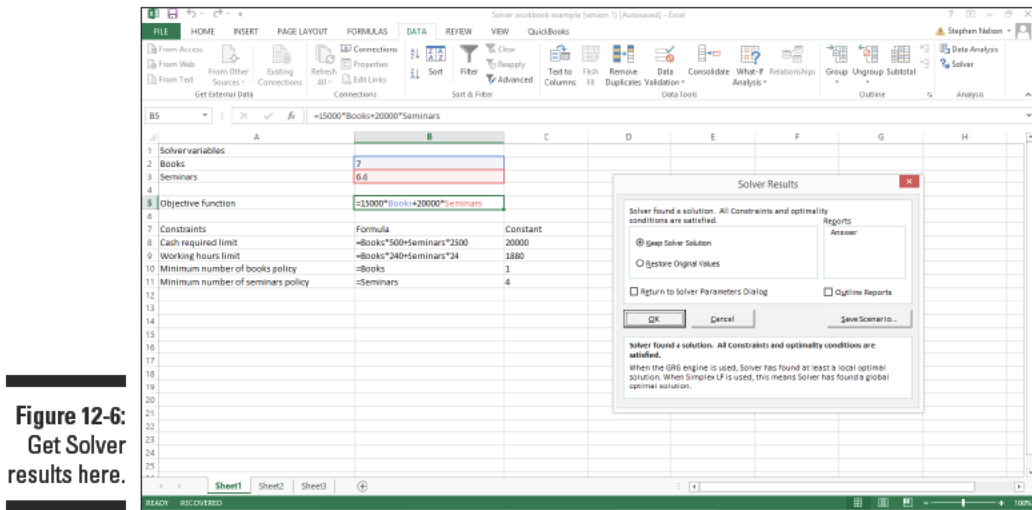 Solver workbook example (version 1) [Autosaved] - Excel
FILE HOME INSERT PAGE LAYOUT FORMULAS DATA REVIEW VIEW QuickBooks
Stephen Nelson
From Access
From Web
From Text
From Other Sources
Existing Connections
Get External Data
Refresh All
Connections
Properties
Edit Links
Connections
Sort
Filter
Clear
Reapply
Advanced
Sort & Filter
Text to Columns
Flash Fill
Remove Duplicates
Data Validation
Consolidate
What-If Analysis
Relationships
Data Tools
Group
Ungroup
Subtotal
Outline
Data Analysis
Solver
Analysis
B5
fx
=15000*Books+20000*Seminars
A B C D E F G H
1 Solver variables
2 Books 7
3 Seminars 6.6
4
5 Objective function =15000*Books+20000*Seminars
6
7 Constraints Formula Constant
8 Cash required limit =Books*500+Seminars*2500 20000
9 Working hours limit =Books*240+Seminars*24 1880
10 Minimum number of books policy =Books 1
11 Minimum number of seminars policy =Seminars 4
12
13
14
15
16
17
18
19
20
21
22
23
24
25
Solver Results
Solver found a solution. All Constraints and optimality
conditions are satisfied.
Reports
Answer
Keep Solver Solution
Restore Original Values
Return to Solver Parameters Dialog
Outline Reports
OK
Cancel
Save Scenario...
Solver found a solution. All Constraints and optimality conditions are
satisfied.
When the GRG engine is used, Solver has found at least a local optimal
solution. When Simplex LP is used, this means Solver has found a global
optimal solution.
Sheet1 Sheet2 Sheet3
READY RECOVERED
100%
Figure 12-6:
Get Solver
results here.